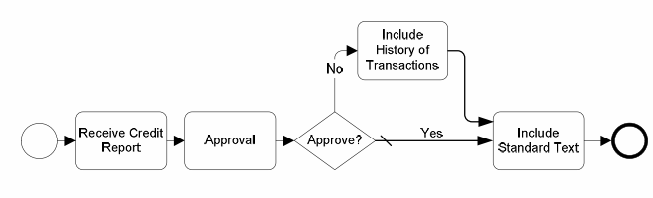 Include
History of
Transactions
No
Receive Credit
Report
Approval
Approve?
Yes
Include
Standard Text